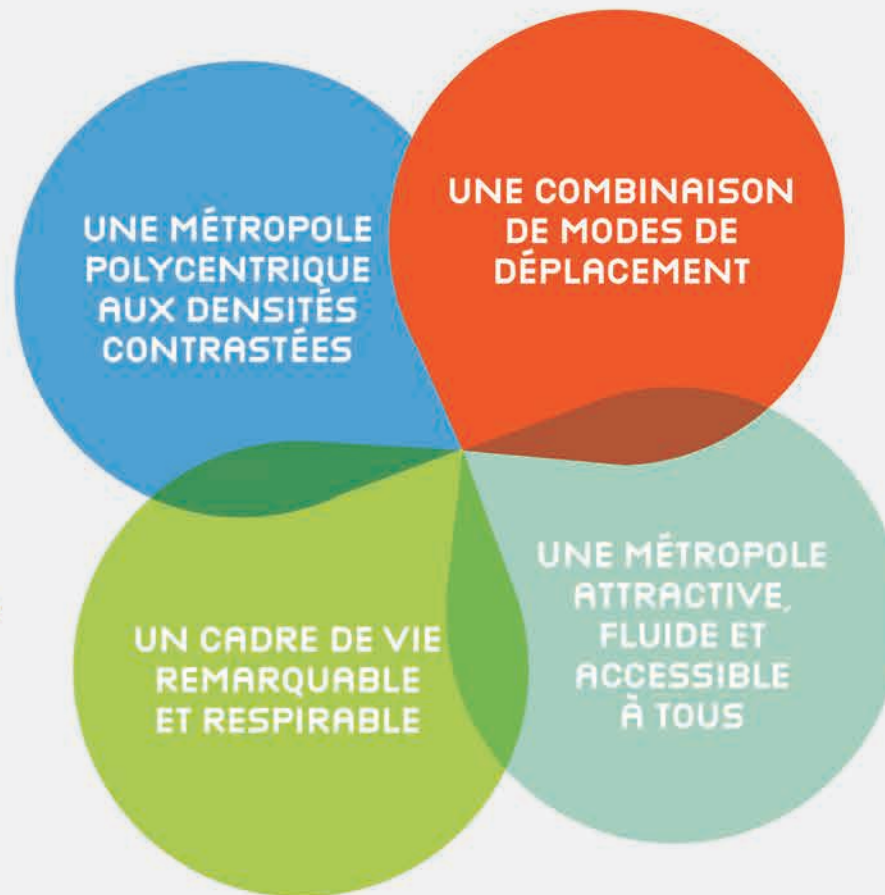 UNE MÉTROPOLE
POLYCENTRIQUE
AUX DENSITÉS
CONTRASTÉES
UNE COMBINAISON
DE MODES DE
DÉPLACEMENT
UN CADRE DE VIE
REMARQUABLE
ET RESPIRABLE
UNE MÉTROPOLE
ATTRACTIVE,
FLUIDE ET
ACCESSIBLE
À TOUS